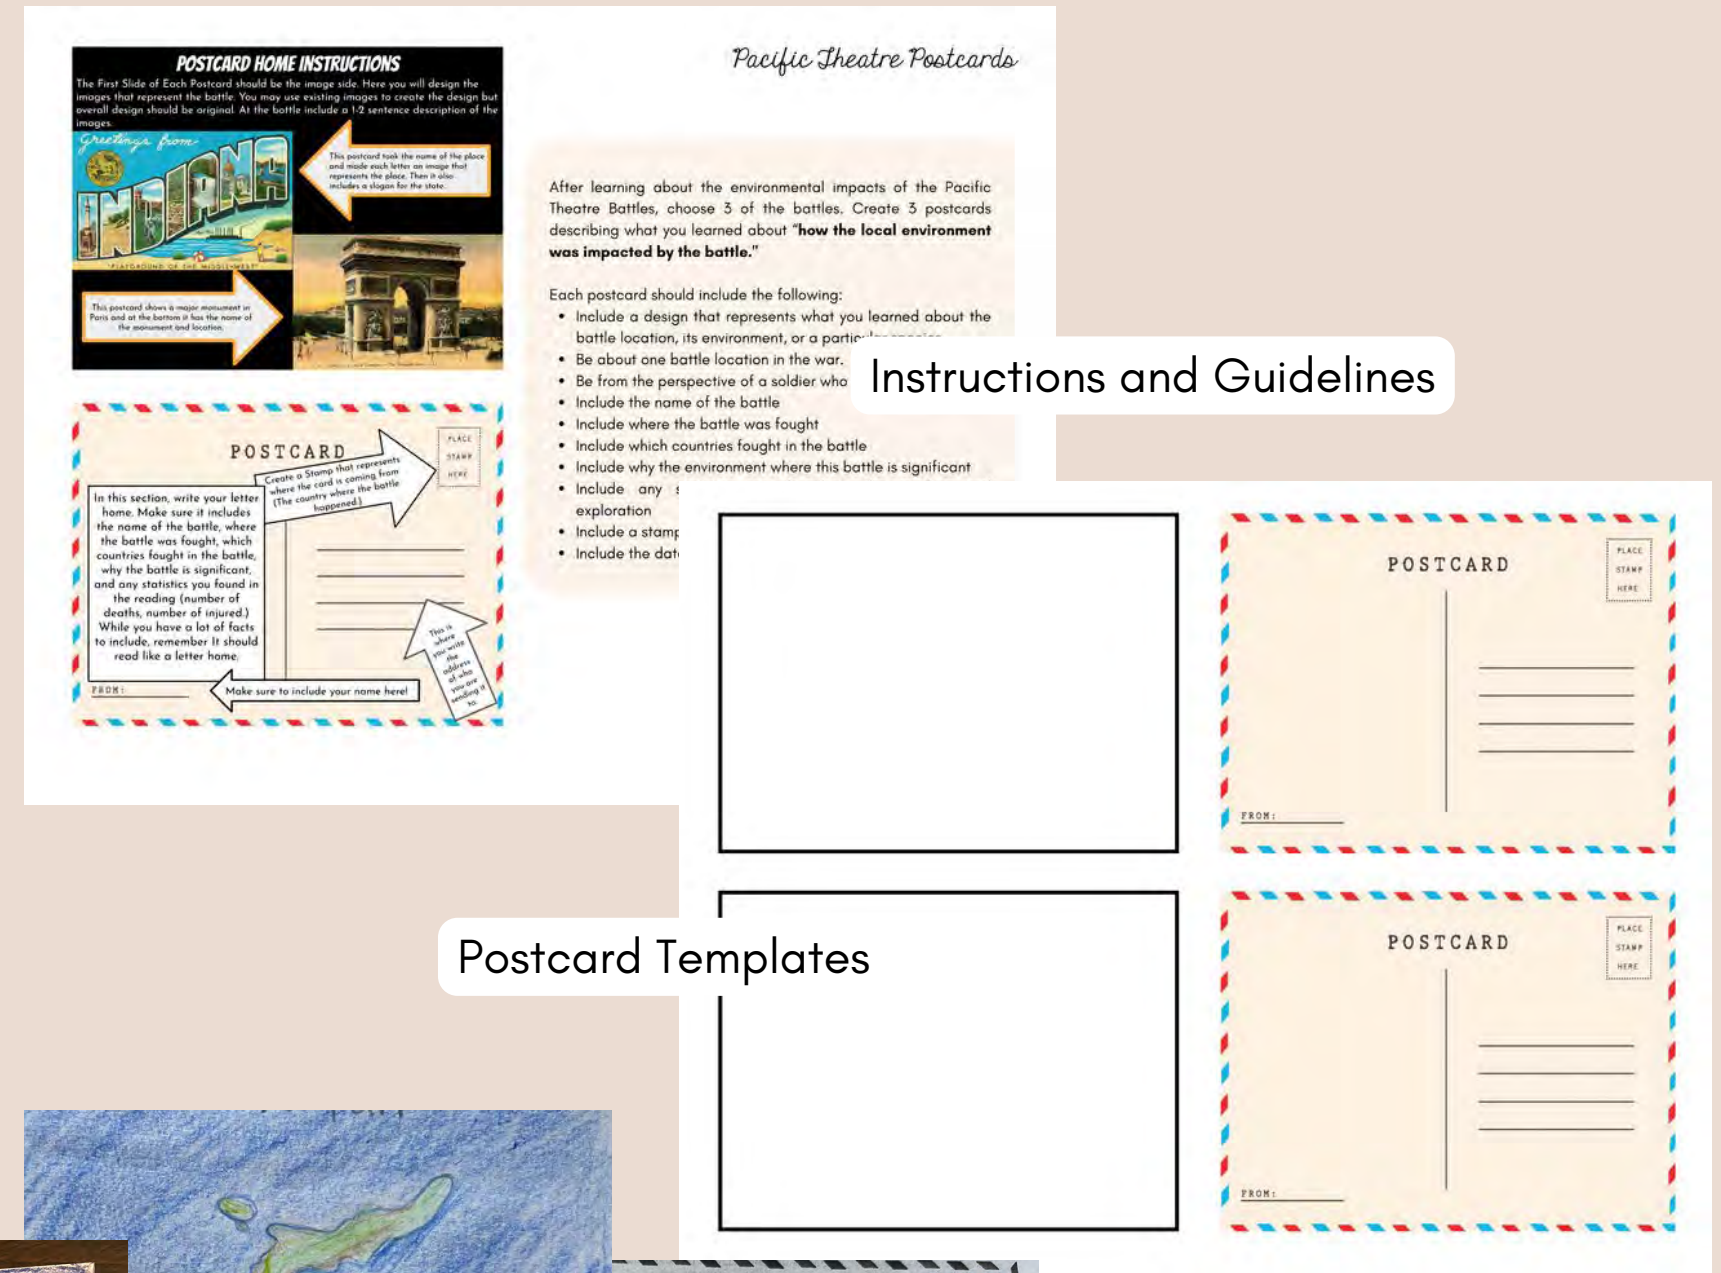 POSTCARD HOME INSTRUCTIONS
The First Slide of Each Postcard should be the image side. Here you will design the
images that represent the battle. You may use existing images to create the design but
overall design should be original. At the bottle include a 1-2 sentence description of the
images.
Greetings from
INDIANA
"PLAYGROUND OF THE MIDDLE-WEST"
This postcard took the name of the place
and made each letter an image that
represents the place. Then it also
includes a slogan for the state.
This postcard shows a major monument in
Paris and at the bottom it has the name of
the monument and location.
Pacific Theatre Postcards
After learning about the environmental impacts of the Pacific
Theatre Battles, choose 3 of the battles. Create 3 postcards
describing what you learned about "how the local environment
was impacted by the battle."
Each postcard should include the following:
• Include a design that represents what you learned about the
battle location, its environment, or a
• Be about one battle location in the war.
• Be from the perspective of a soldier who
• Include the name of the battle
• Include where the battle was fought
• Include which countries fought in the battle
• Include why the environment where this battle is significant
• Include any
exploration
• Include a stamp
• Include the date
Instructions and Guidelines
POSTCARD
PLACE
STAMP
HERE
Create a Stamp that represents
where the card is coming from
(The country where the battle
happened.)
In this section, write your letter
home. Make sure it includes
the name of the battle, where
the battle was fought, which
countries fought in the battle,
why the battle is significant,
and any statistics you found in
the reading (number of
deaths, number of injured.)
While you have a lot of facts
to include, remember It should
read like a letter home.
This is
where
you write
the
address
of who
you are
sending it
to.
FROM:
Make sure to include your name here!
POSTCARD
PLACE
STAMP
HERE
FROM:
Postcard Templates
POSTCARD
PLACE
STAMP
HERE
FROM: